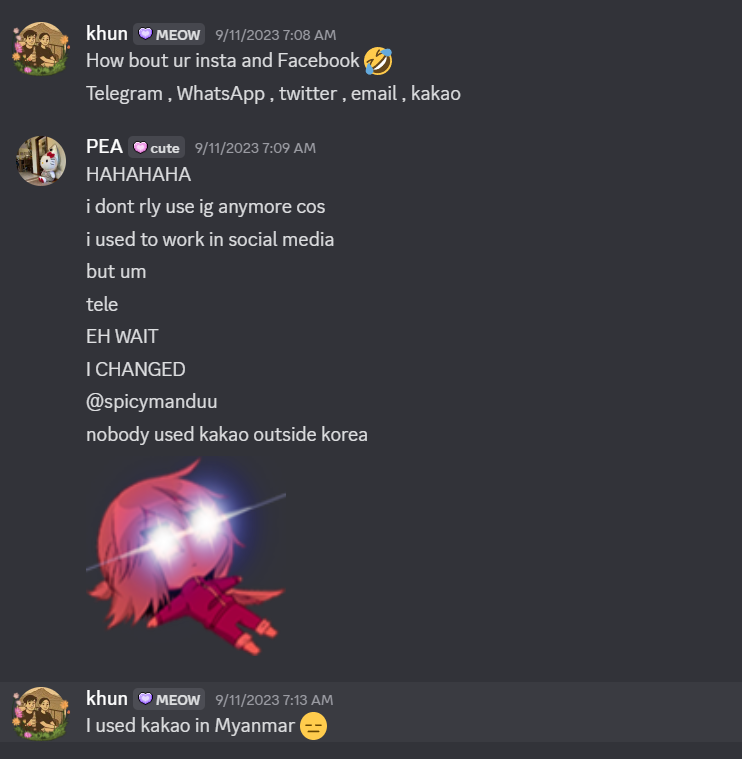 khun MEOW 9/11/2023 7:08 AM
How bout ur insta and Facebook 🤣
Telegram , WhatsApp , twitter , email , kakao
PEA cute 9/11/2023 7:09 AM
HAHAHAHA
i dont rly use ig anymore cos
i used to work in social media
but um
tele
EH WAIT
I CHANGED
@spicymanduu
nobody used kakao outside korea
khun MEOW 9/11/2023 7:13 AM
I used kakao in Myanmar 😑